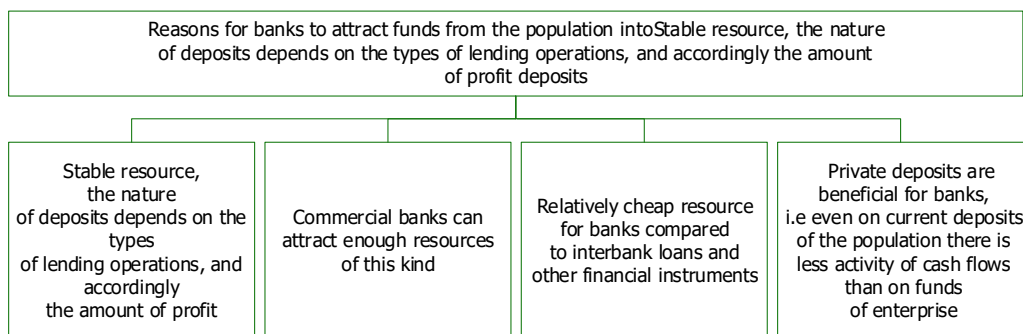 Reasons for banks to attract funds from the population intoStable resource, the nature
of deposits depends on the types of lending operations, and accordingly the amount
of profit deposits
Stable resource,
the nature
of deposits depends on the
types
of lending operations, and
accordingly
the amount of profit
Commercial banks can
attract enough resources
of this kind
Relatively cheap resource
for banks compared
to interbank loans and
other financial instruments
Private deposits are
beneficial for banks,
i.e even on current deposits
of the population there is
less activity of cash flows
than on funds
of enterprise